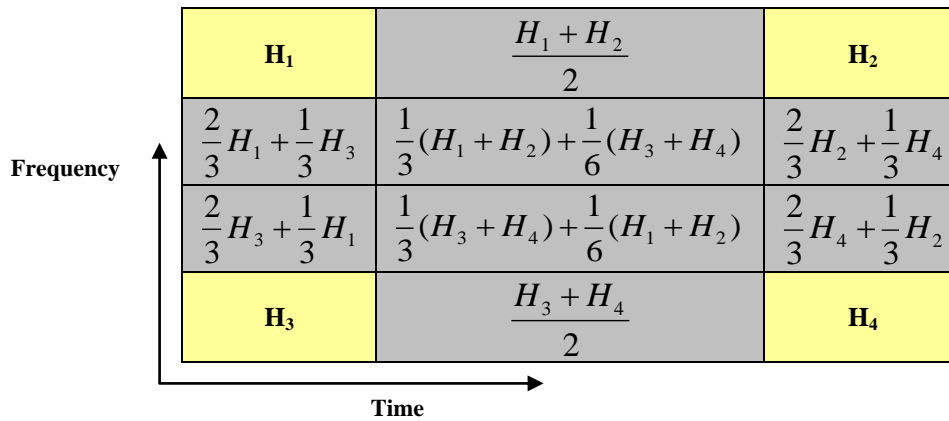 H₁ (H₁ + H₂)/2 H₂
2/3 H₁ + 1/3 H₃ 1/3 (H₁ + H₂) + 1/6 (H₃ + H₄) 2/3 H₂ + 1/3 H₄
Frequency
2/3 H₃ + 1/3 H₁ 1/3 (H₃ + H₄) + 1/6 (H₁ + H₂) 2/3 H₄ + 1/3 H₂
H₃ (H₃ + H₄)/2 H₄
Time